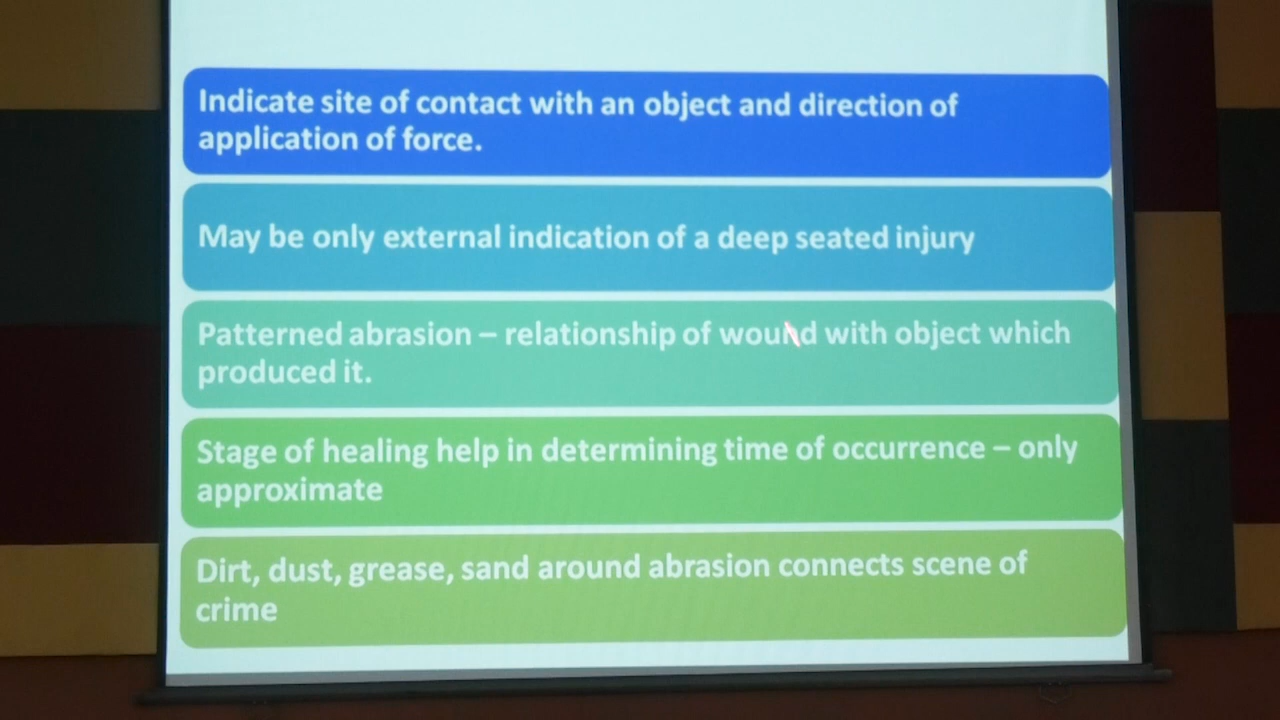 Indicate site of contact with an object and direction of
application of force.
May be only external indication of a deep seated injury
Patterned abrasion – relationship of wound with object which
produced it.
Stage of healing help in determining time of occurrence – only
approximate
Dirt, dust, grease, sand around abrasion connects scene of
crime